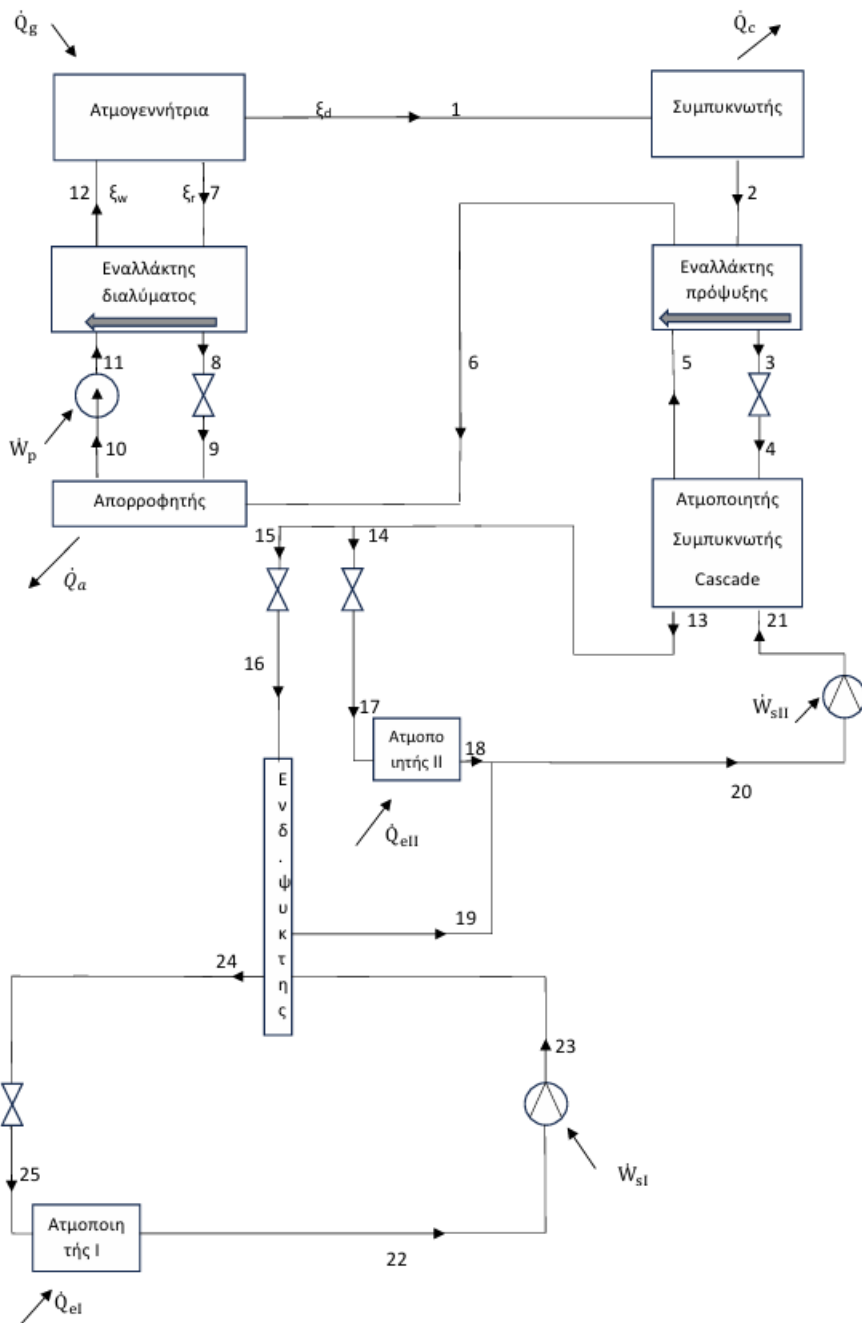 Q̇g
Q̇c
Ατμογεννήτρια
ξd
1
Συμπυκνωτής
12
ξw
ξr
7
2
Εναλλάκτης
διαλύματος
Εναλλάκτης
πρόψυξης
11
8
6
5
3
Ẇp
10
9
4
Απορροφητής
Ατμοποιητής
Συμπυκνωτής
Cascade
Q̇a
15
14
13
21
16
17
ẆsII
Ατμοπο
ιητής II
18
20
Q̇eII
Ε
ν
δ
.
ψ
υ
κ
τ
η
ς
19
24
23
25
ẆsI
Ατμοποιη
τής I
22
Q̇eI